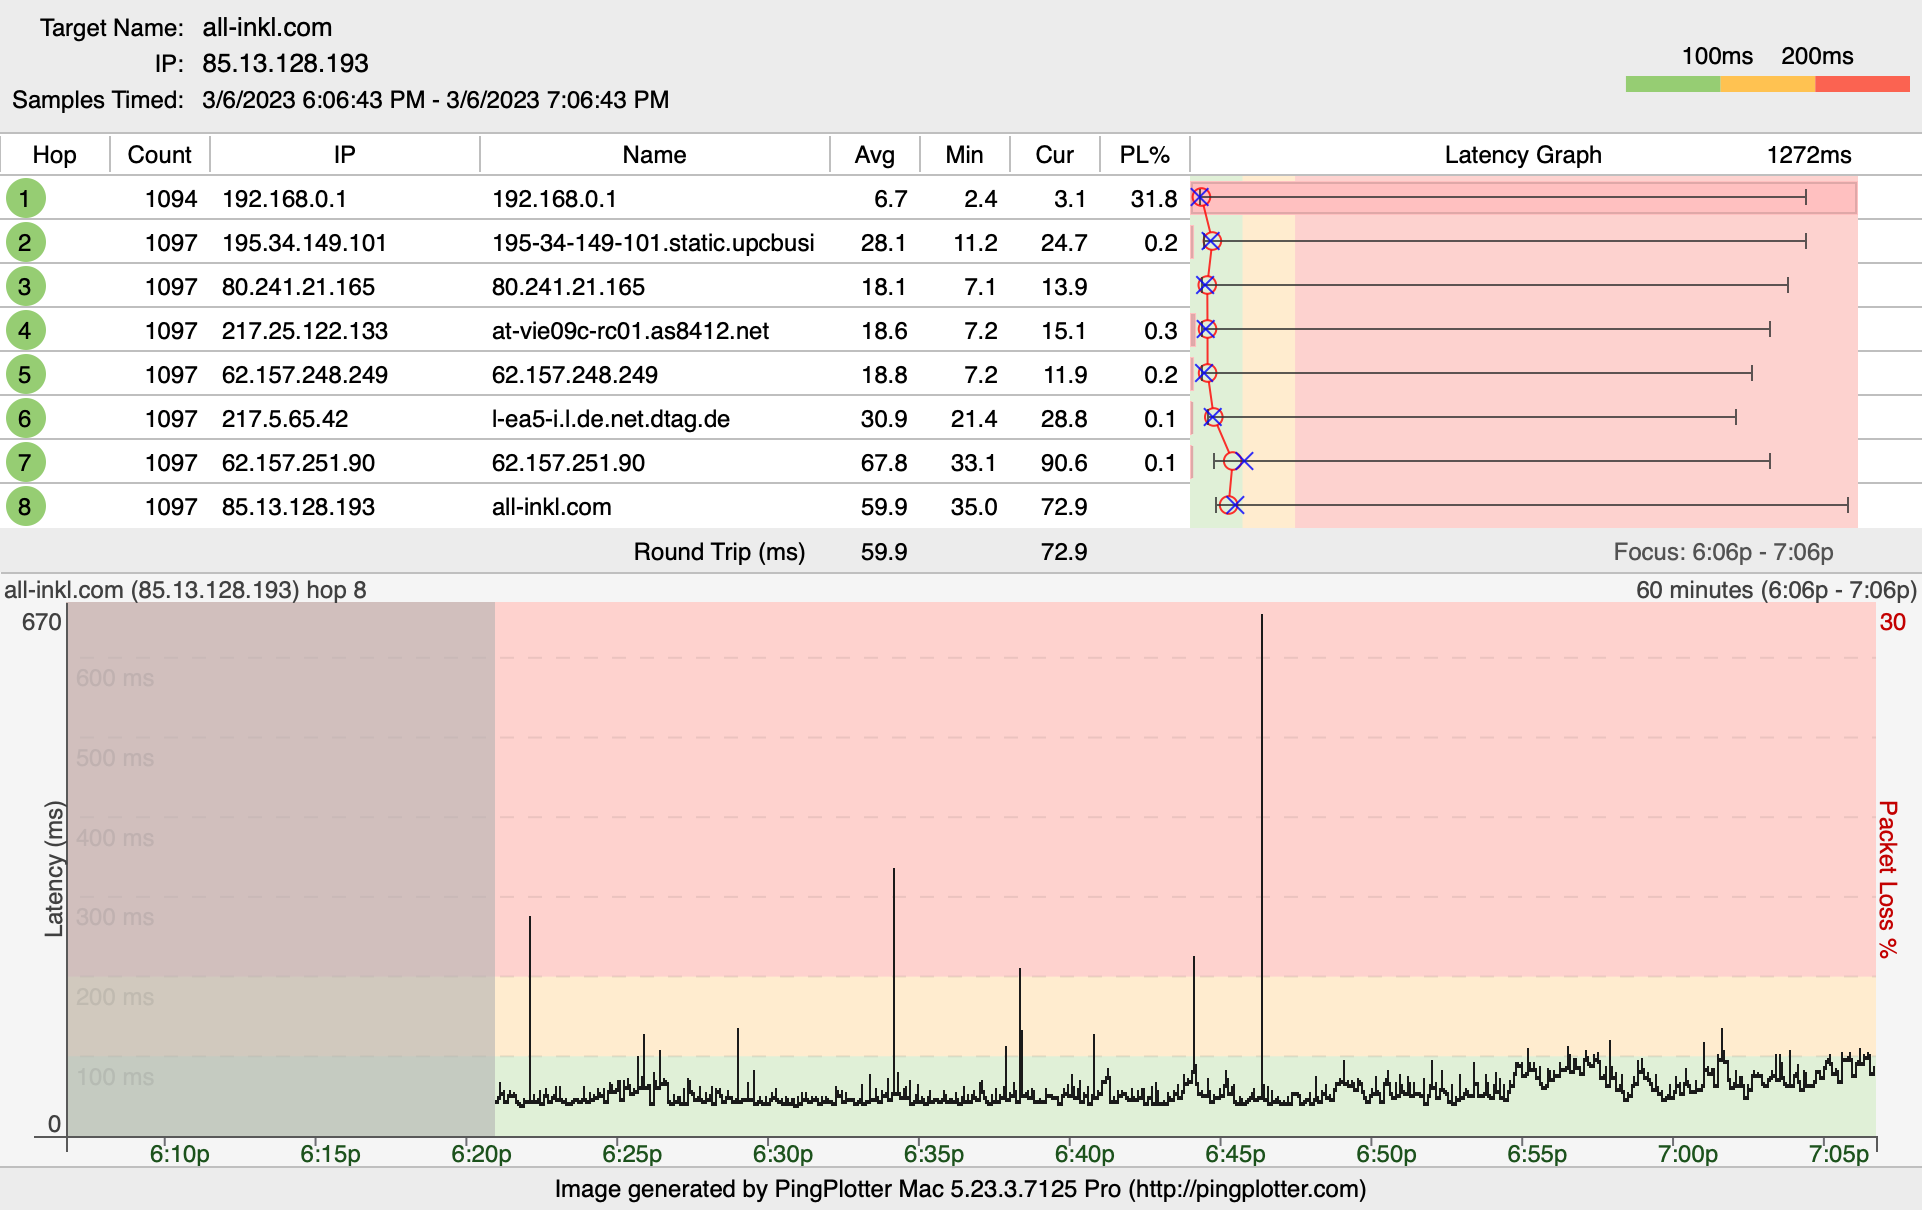 Target Name: all-inkl.com
IP: 85.13.128.193
Samples Timed: 3/6/2023 6:06:43 PM - 3/6/2023 7:06:43 PM
100ms 200ms
Hop Count IP Name Avg Min Cur PL% Latency Graph 1272ms
1 1094 192.168.0.1 192.168.0.1 6.7 2.4 3.1 31.8
2 1097 195.34.149.101 195-34-149-101.static.upcbusi 28.1 11.2 24.7 0.2
3 1097 80.241.21.165 80.241.21.165 18.1 7.1 13.9
4 1097 217.25.122.133 at-vie09c-rc01.as8412.net 18.6 7.2 15.1 0.3
5 1097 62.157.248.249 62.157.248.249 18.8 7.2 11.9 0.2
6 1097 217.5.65.42 l-ea5-i.l.de.net.dtag.de 30.9 21.4 28.8 0.1
7 1097 62.157.251.90 62.157.251.90 67.8 33.1 90.6 0.1
8 1097 85.13.128.193 all-inkl.com 59.9 35.0 72.9
Round Trip (ms) 59.9 72.9 Focus: 6:06p - 7:06p
all-inkl.com (85.13.128.193) hop 8 60 minutes (6:06p - 7:06p)
670 30
600 ms
500 ms
400 ms
300 ms
200 ms
100 ms
0
Latency (ms)
Packet Loss %
6:10p 6:15p 6:20p 6:25p 6:30p 6:35p 6:40p 6:45p 6:50p 6:55p 7:00p 7:05p
Image generated by PingPlotter Mac 5.23.3.7125 Pro (http://pingplotter.com)